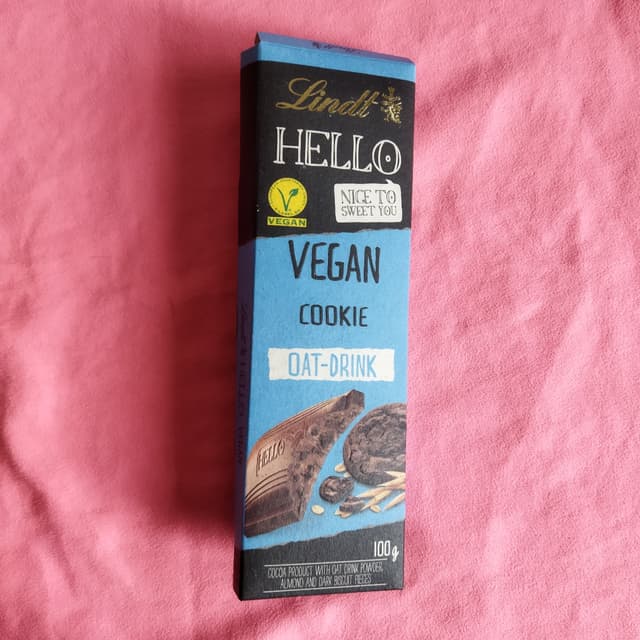 Lindt
HELLO
NICE TO
SWEET YOU
VEGAN
VEGAN
COOKIE
OAT-DRINK
HELLO
100g
COCOA PRODUCT WITH OAT DRINK POWDER,
ALMOND AND DARK BISCUIT PIECES